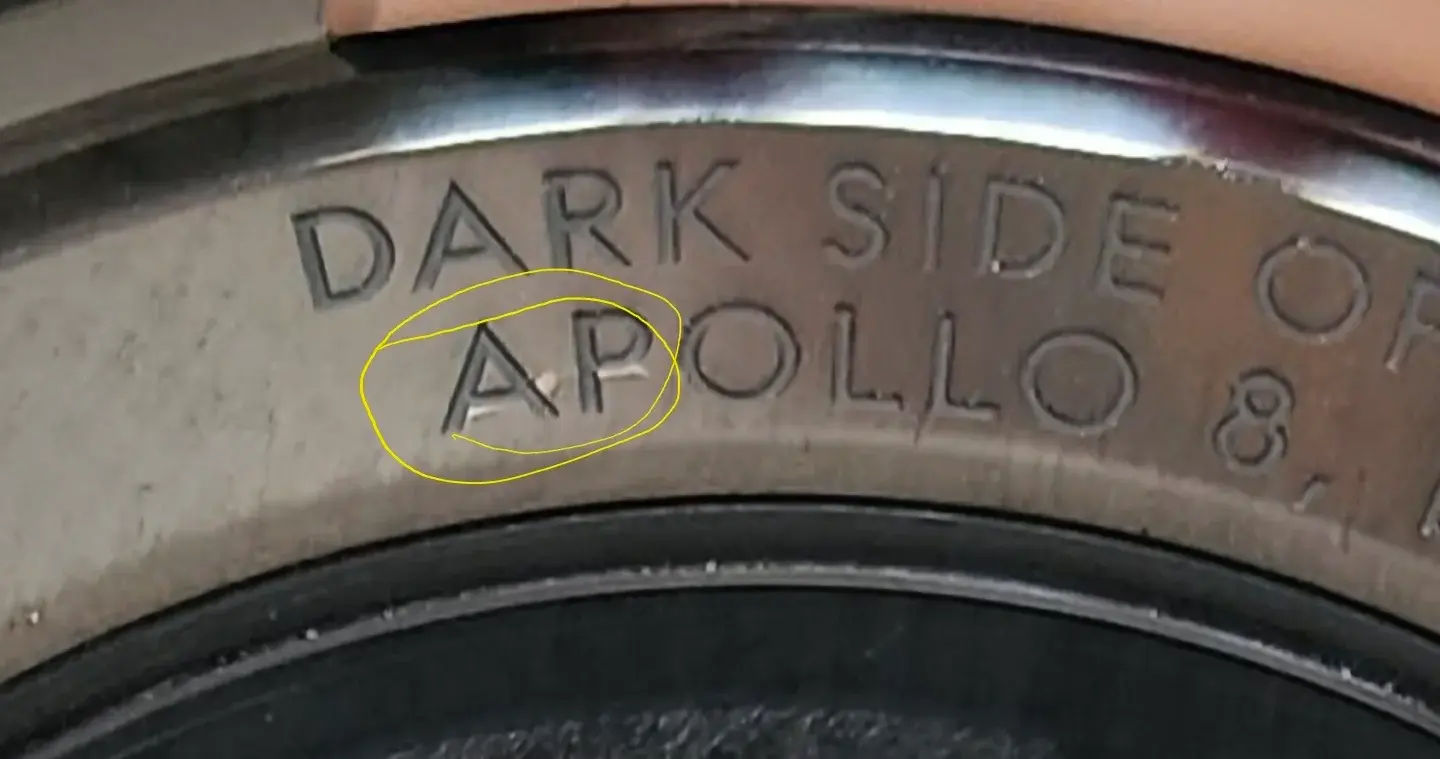 DARK SIDE OF
APOLLO 8,